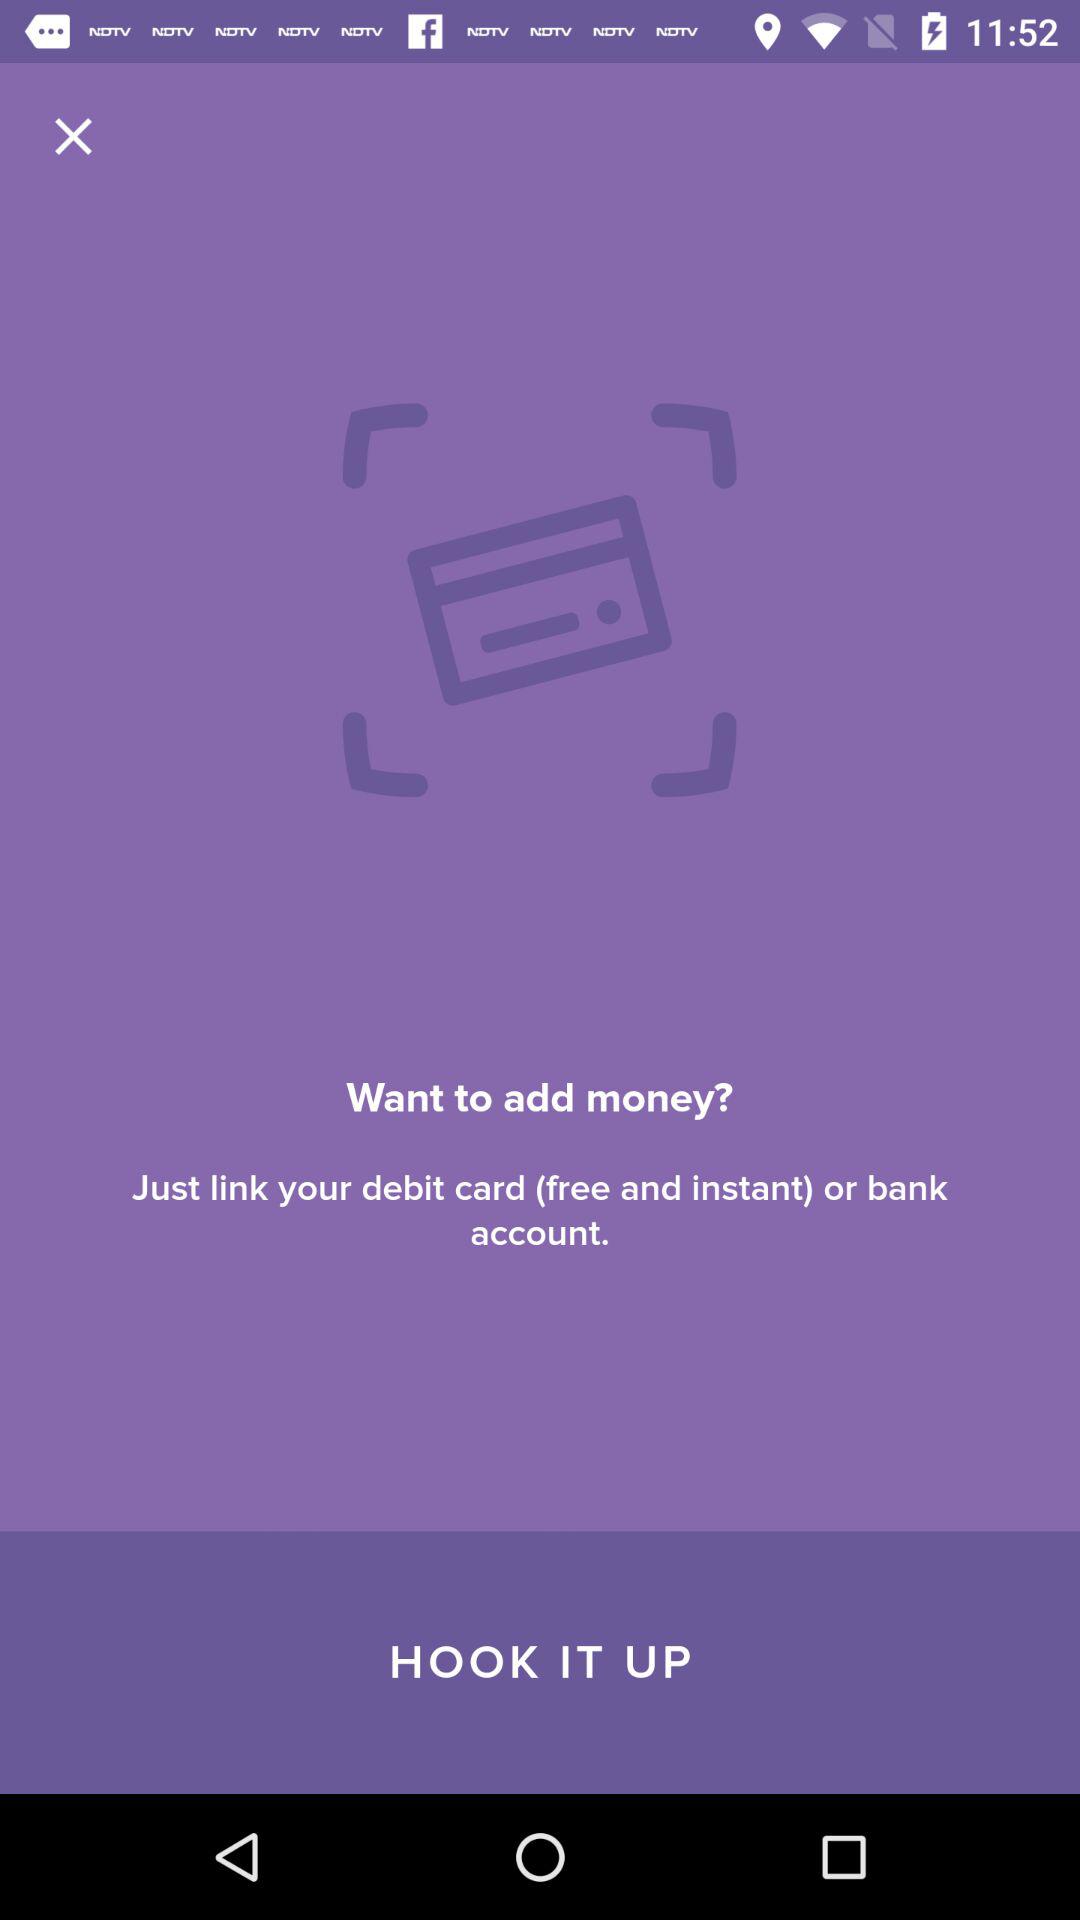 NDTV NDTV NDTV NDTV NDTV f NDTV NDTV NDTV NDTV 11:52
Want to add money?
Just link your debit card (free and instant) or bank
account.
HOOK IT UP